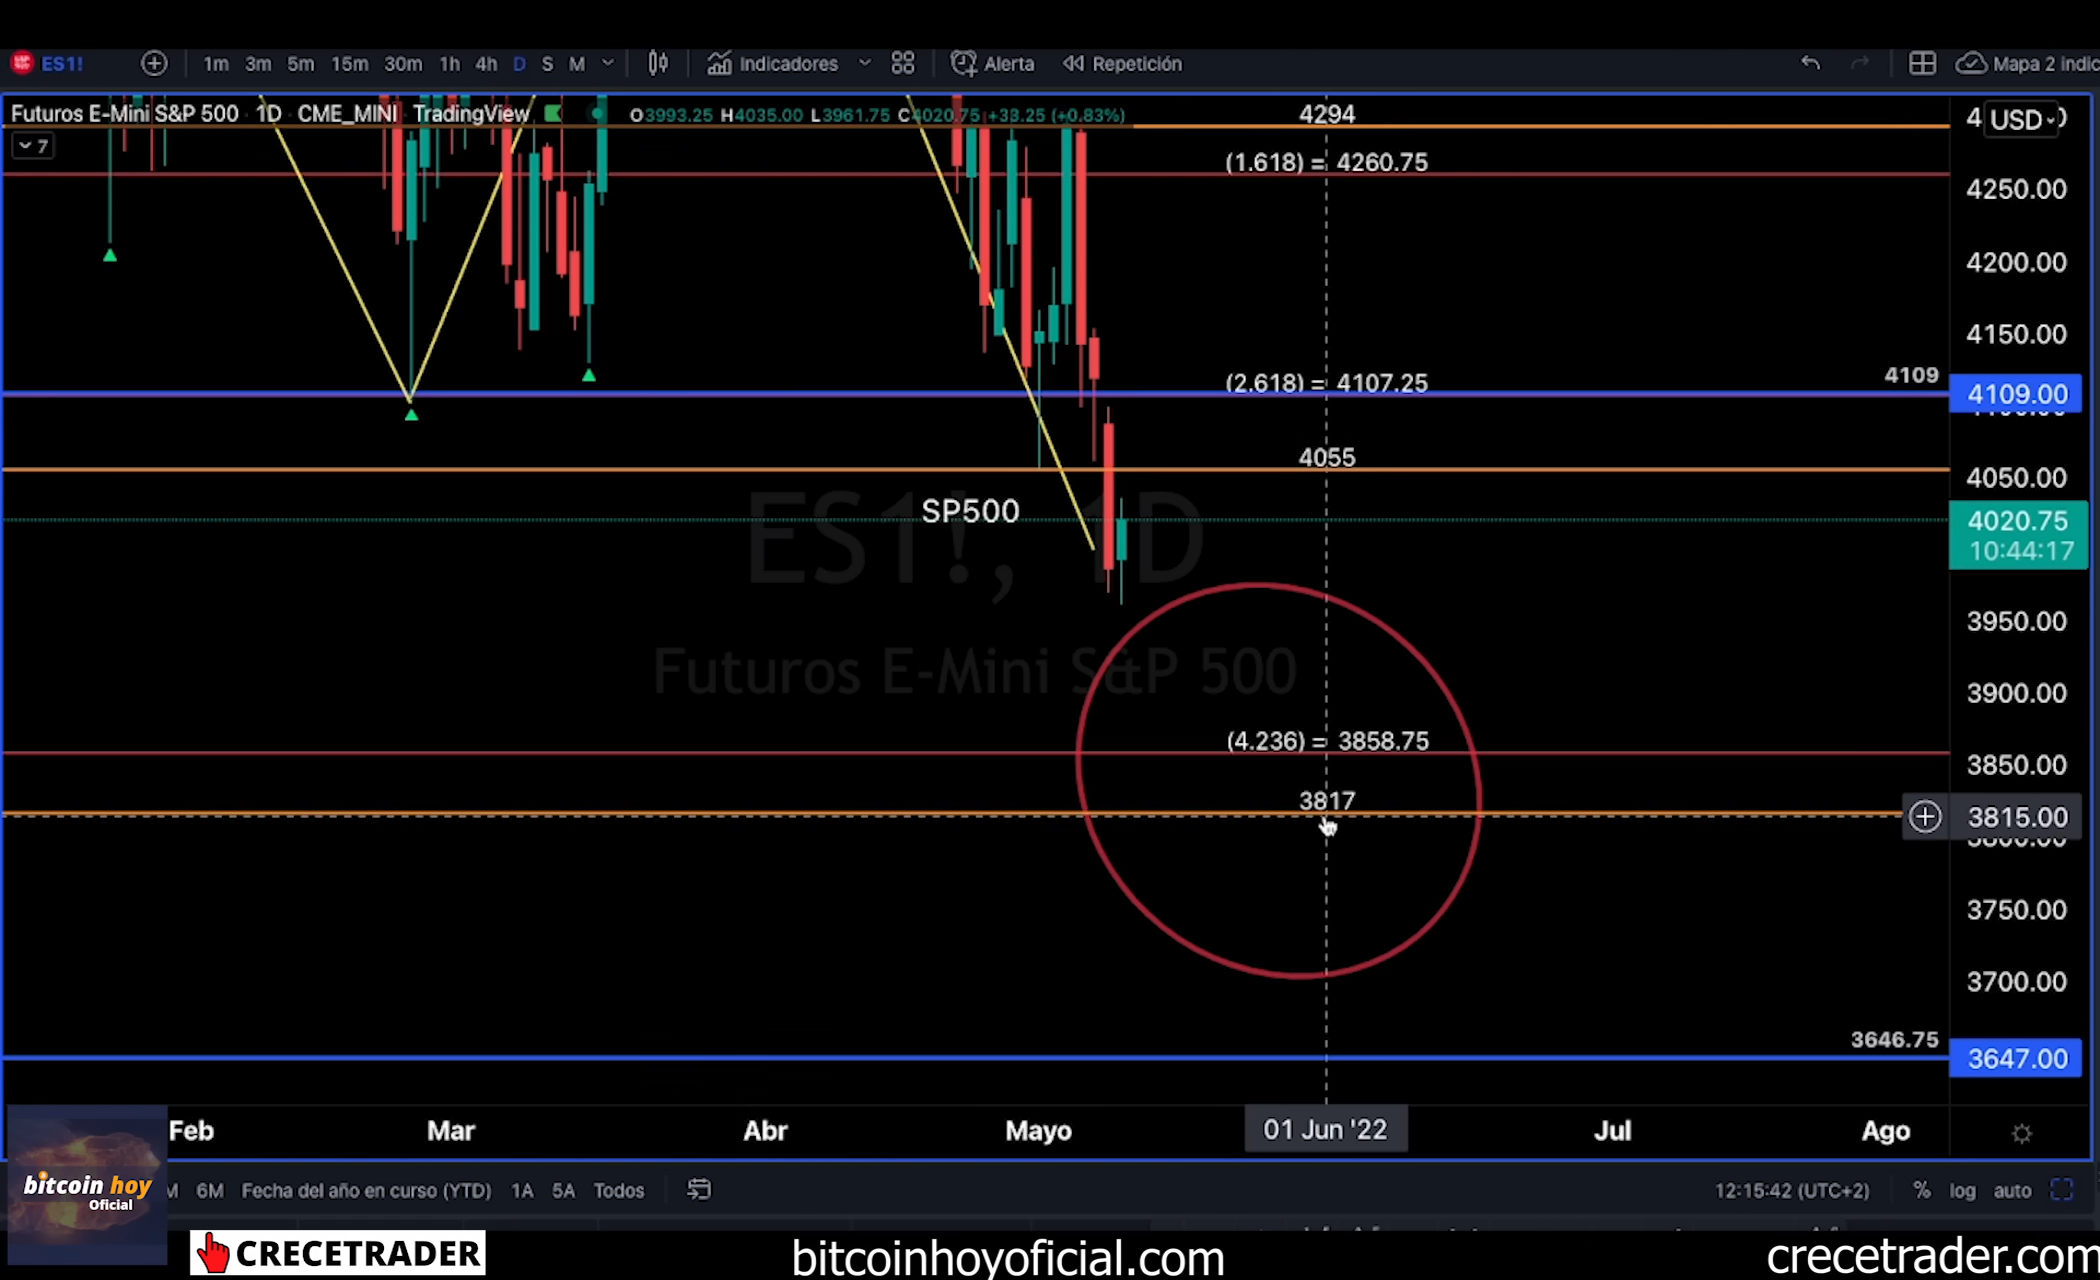 ES1! 1m 3m 5m 15m 30m 1h 4h D S M Indicadores Alerta Repetición Mapa 2 indic
Futuros E-Mini S&P 500 · 1D · CME_MINI TradingView O3993.25 H4035.00 L3961.75 C4020.75 +33.25 (+0.83%)
7
4294
USD
(1.618) = 4260.75
4250.00
4200.00
4150.00
(2.618) = 4107.25
4109
4109.00
4055
4050.00
SP500
ES1!, 1D
4020.75
10:44:17
3950.00
Futuros E-Mini S&P 500
3900.00
(4.236) = 3858.75
3850.00
3817
3815.00
3750.00
3700.00
3646.75
3647.00
Feb Mar Abr Mayo 01 Jun '22 Jul Ago
bitcoin hoy
Oficial
M 6M Fecha del año en curso (YTD) 1A 5A Todos 12:15:42 (UTC+2) % log auto
CRECETRADER
bitcoinhoyoficial.com
crecetrader.com